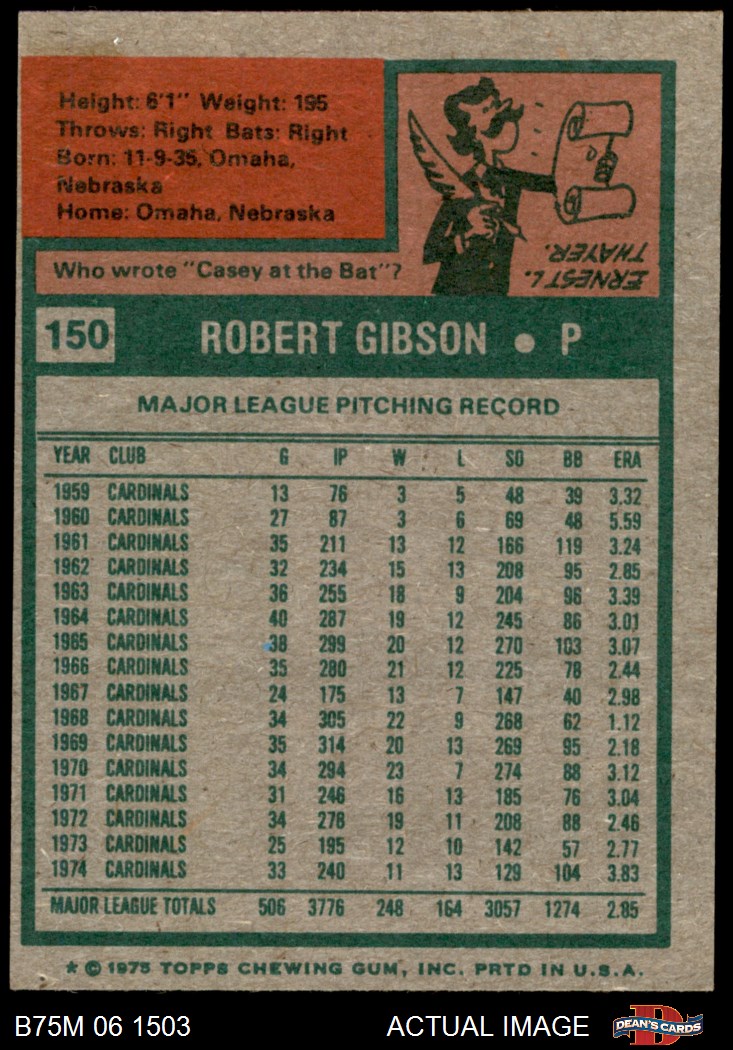 Height: 6'1" Weight: 195
Throws: Right Bats: Right
Born: 11-9-35, Omaha,
Nebraska
Home: Omaha, Nebraska
Who wrote "Casey at the Bat"?
ERNEST L.
THAYER.
150 ROBERT GIBSON • P
MAJOR LEAGUE PITCHING RECORD
YEAR CLUB G IP W L SO BB ERA
1959 CARDINALS 13 76 3 5 48 39 3.32
1960 CARDINALS 27 87 3 6 69 48 5.59
1961 CARDINALS 35 211 13 12 166 119 3.24
1962 CARDINALS 32 234 15 13 208 95 2.85
1963 CARDINALS 36 255 18 9 204 96 3.39
1964 CARDINALS 40 287 19 12 245 86 3.01
1965 CARDINALS 38 299 20 12 270 103 3.07
1966 CARDINALS 35 280 21 12 225 78 2.44
1967 CARDINALS 24 175 13 7 147 40 2.98
1968 CARDINALS 34 305 22 9 268 62 1.12
1969 CARDINALS 35 314 20 13 269 95 2.18
1970 CARDINALS 34 294 23 7 274 88 3.12
1971 CARDINALS 31 246 16 13 185 76 3.04
1972 CARDINALS 34 278 19 11 208 88 2.46
1973 CARDINALS 25 195 12 10 142 57 2.77
1974 CARDINALS 33 240 11 13 129 104 3.83
MAJOR LEAGUE TOTALS 506 3776 248 164 3057 1274 2.85
* © 1975 TOPPS CHEWING GUM, INC. PRTD IN U.S.A.
B75M 06 1503 ACTUAL IMAGE DEAN'S CARDS